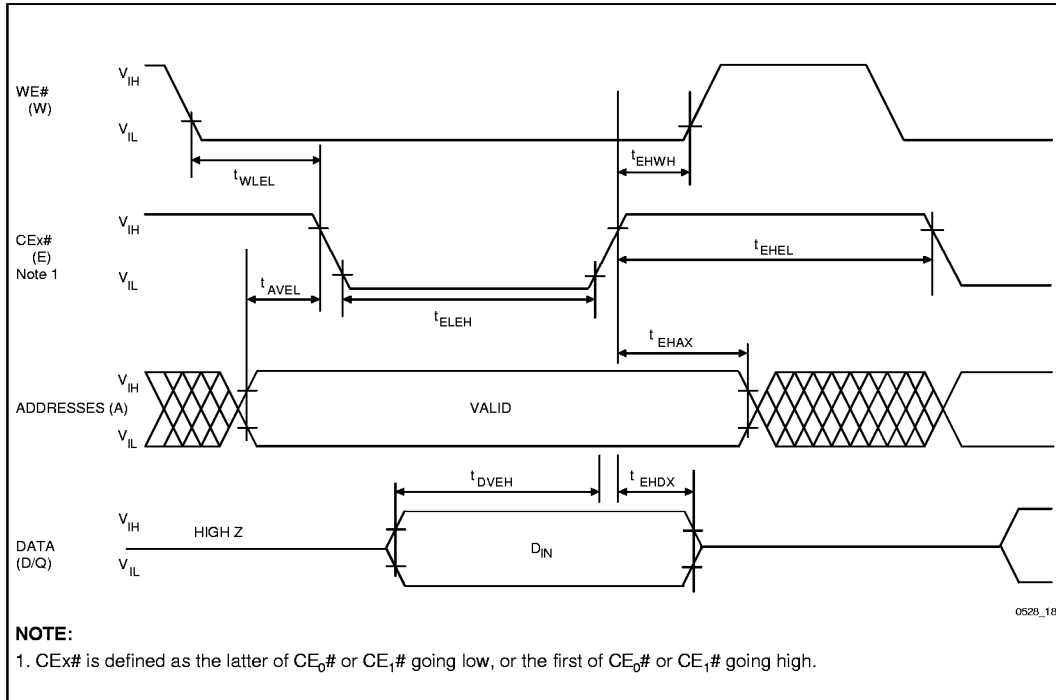 WE#
(W)
V_IH
V_IL
t_WLEL
t_EHWH
CEx#
(E)
Note 1
V_IH
V_IL
t_AVEL
t_ELEH
t_EHEL
t_EHAX
ADDRESSES (A)
V_IH
V_IL
VALID
DATA
(D/Q)
V_IH
V_IL
HIGH Z
t_DVEH
t_EHDX
D_IN
0528_18
NOTE:
1. CEx# is defined as the latter of CE_0# or CE_1# going low, or the first of CE_0# or CE_1# going high.